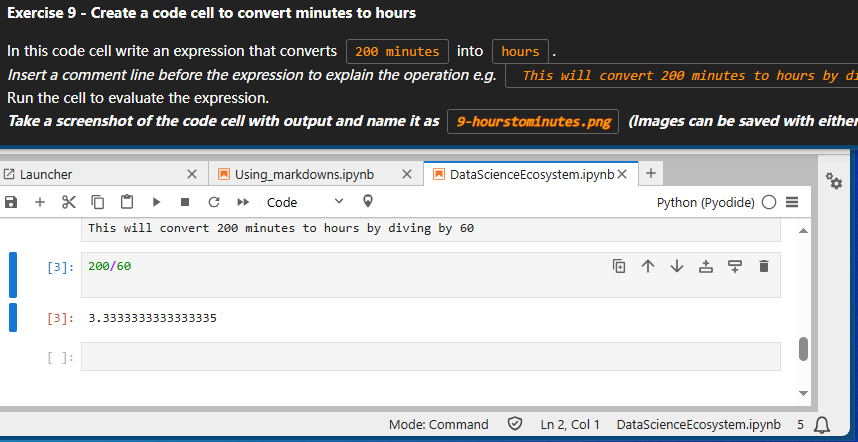 Exercise 9 - Create a code cell to convert minutes to hours
In this code cell write an expression that converts 200 minutes into hours .
Insert a comment line before the expression to explain the operation e.g. This will convert 200 minutes to hours by
Run the cell to evaluate the expression.
Take a screenshot of the code cell with output and name it as 9-hourstominutes.png (Images can be saved with either
Launcher Using_markdowns.ipynb DataScienceEcosystem.ipynb
Code Python (Pyodide)
This will convert 200 minutes to hours by diving by 60
[3]: 200/60
[3]: 3.3333333333333335
[ ]:
Mode: Command Ln 2, Col 1 DataScienceEcosystem.ipynb 5